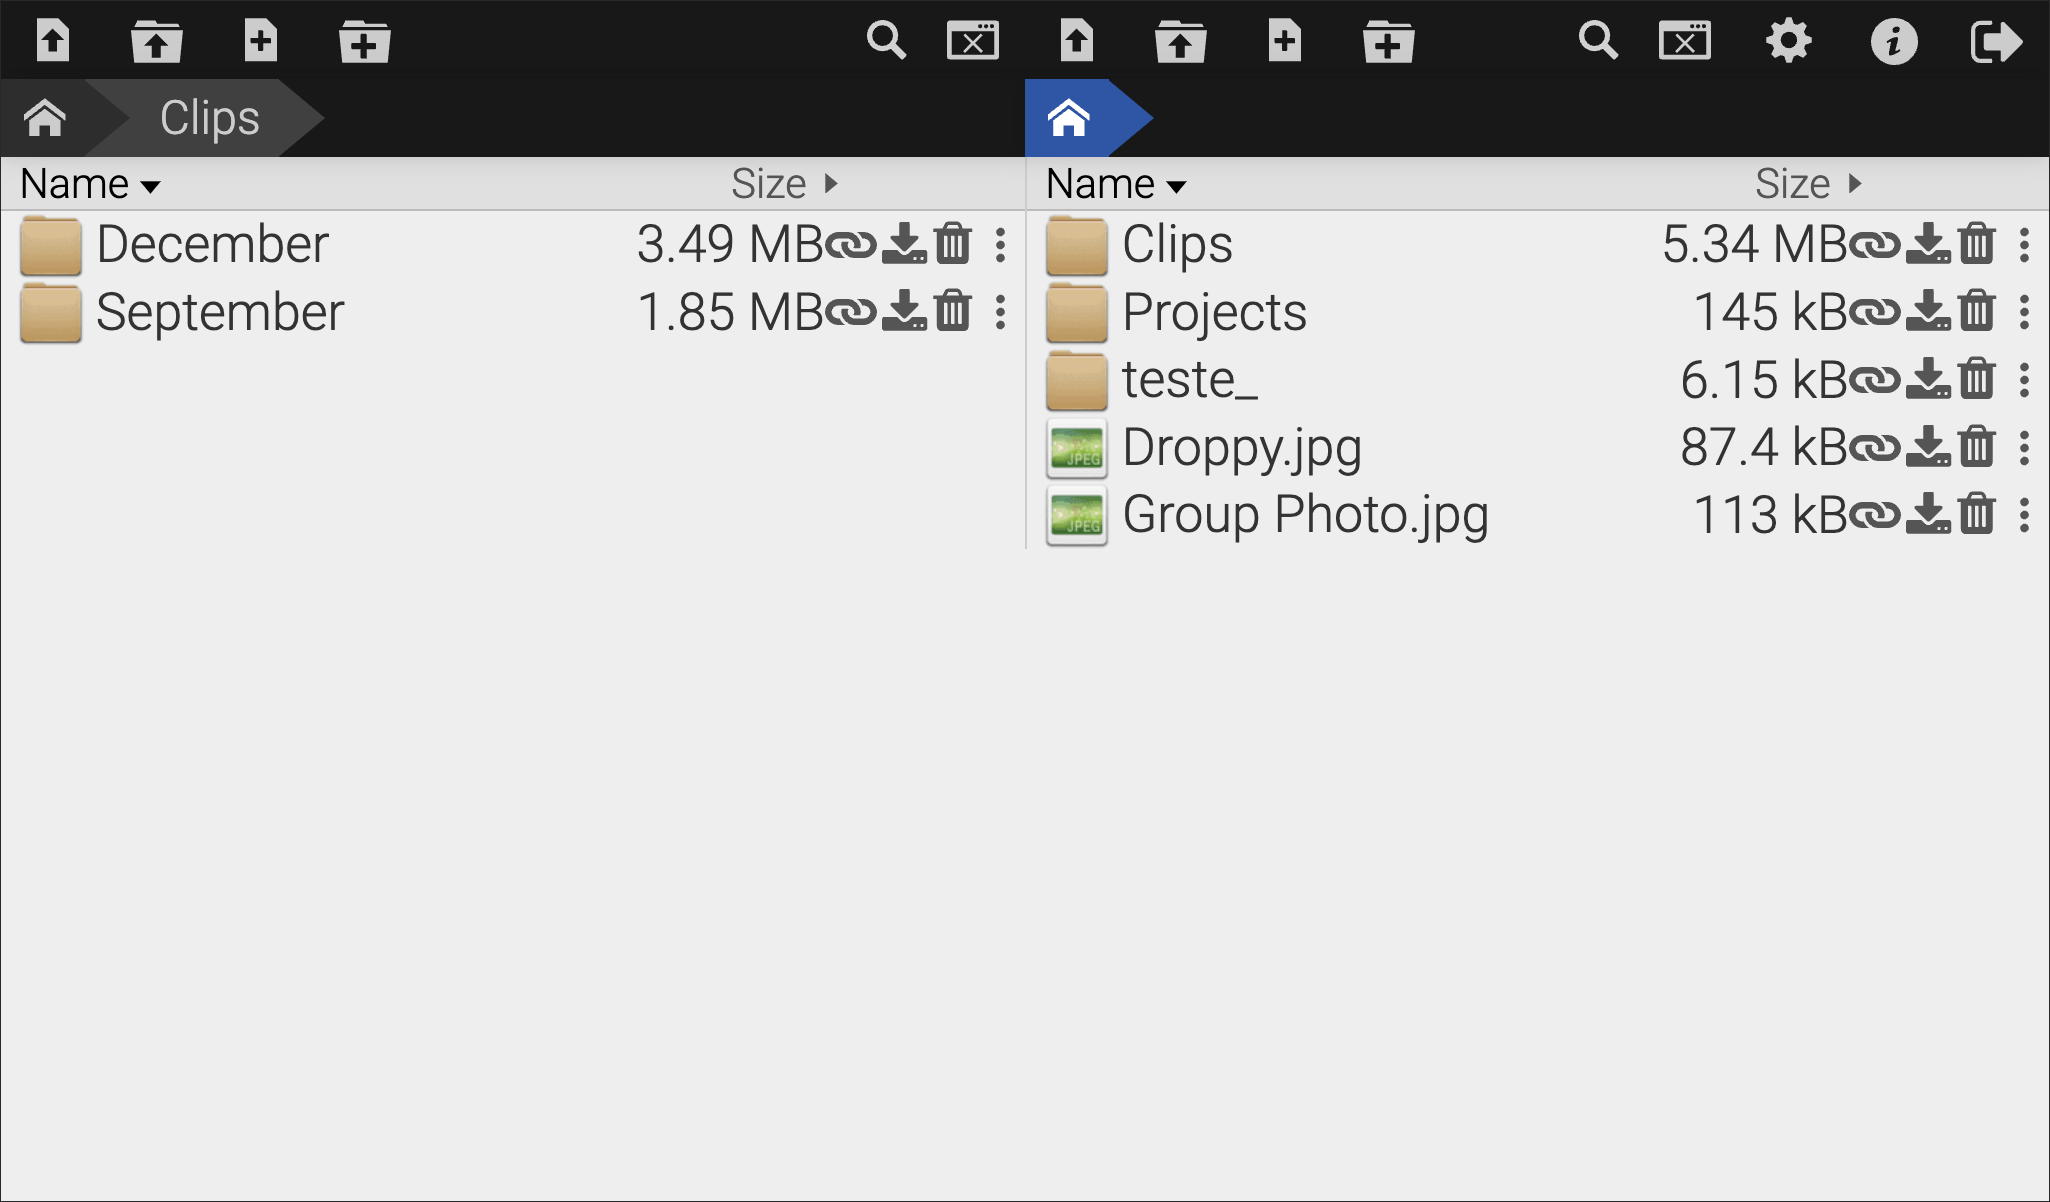 Clips
Name Size
December 3.49 MB
September 1.85 MB
Name Size
Clips 5.34 MB
Projects 145 kB
teste_ 6.15 kB
JPEG Droppy.jpg 87.4 kB
JPEG Group Photo.jpg 113 kB